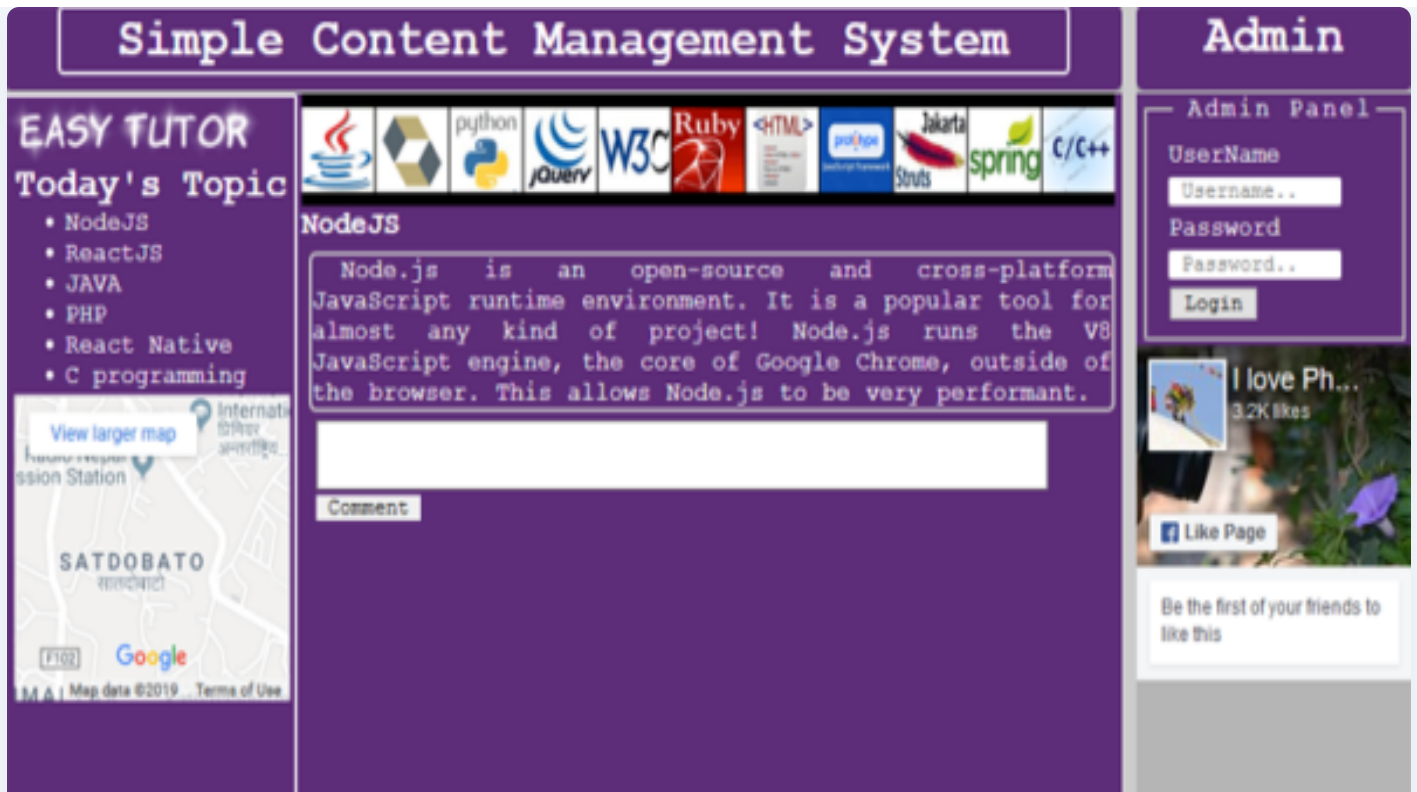 Simple Content Management System
Admin
EASY TUTOR
Today's Topic
• NodeJS
• ReactJS
• JAVA
• PHP
• React Native
• C programming
View larger map
Internati
ssion Station
SATDOBATO
सातदोबाटो
F102
Google
Map data ©2019
Terms of Use
python
jQuery
W3C
Ruby
<HTML>
prototype
Jakarta
Struts
spring
C/C++
NodeJS
Node.js is an open-source and cross-platform
JavaScript runtime environment. It is a popular tool for
almost any kind of project! Node.js runs the V8
JavaScript engine, the core of Google Chrome, outside of
the browser. This allows Node.js to be very performant.
Comment
Admin Panel
UserName
Username..
Password
Password..
Login
I love Ph...
3.2K likes
Like Page
Be the first of your friends to
like this